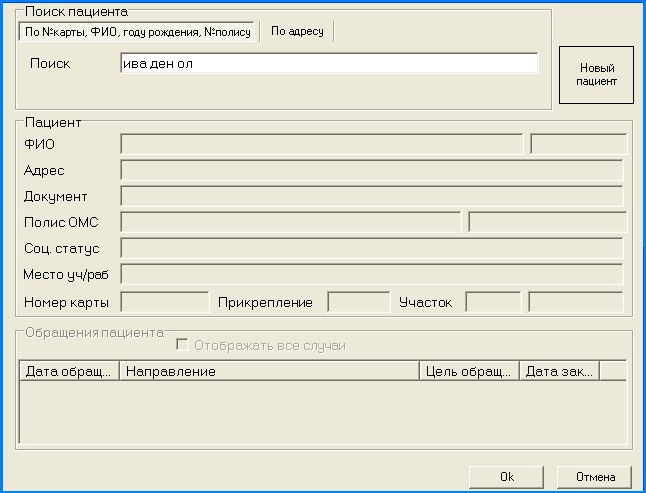 Поиск пациента
По №карты, ФИО, году рождения, №полису
По адресу
Поиск
ива ден ол
Новый
пациент
Пациент
ФИО
Адрес
Документ
Полис ОМС
Соц. статус
Место уч/раб
Номер карты
Прикрепление
Участок
Обращения пациента
Отображать все случаи
Дата обращ...
Направление
Цель обращ...
Дата зак...
Ok
Отмена